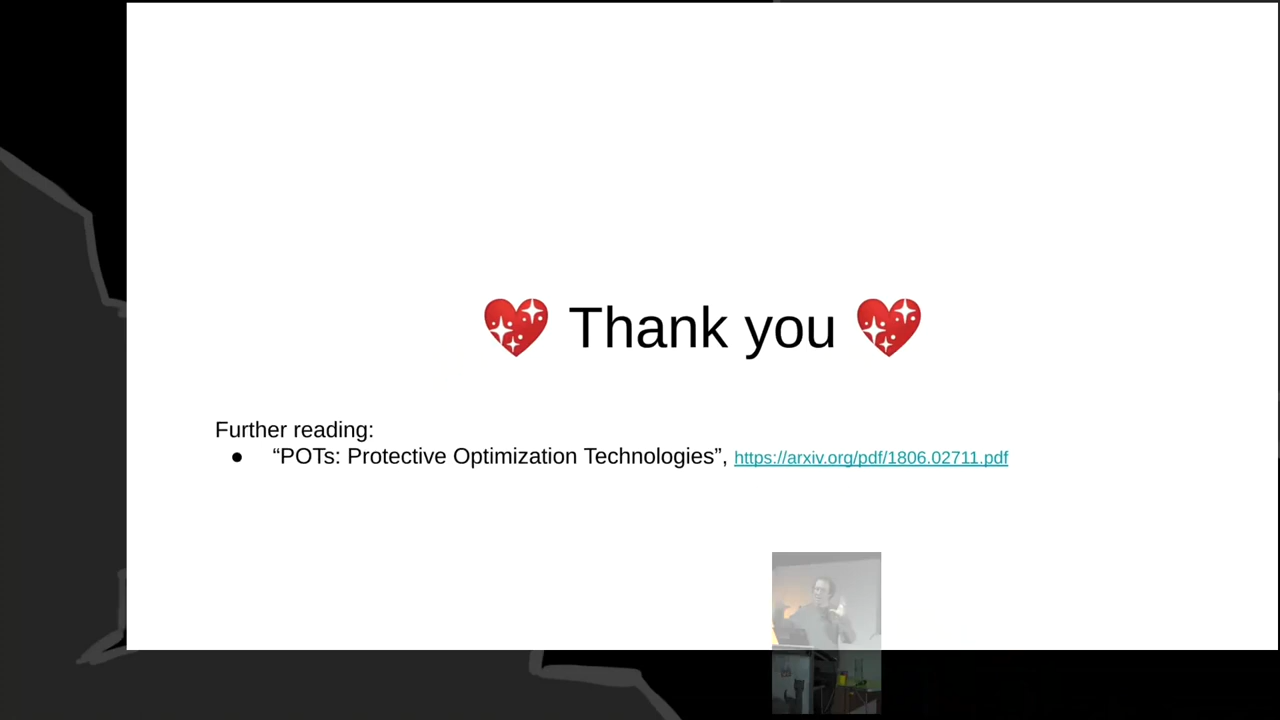 💖 Thank you 💖
Further reading:
● “POTs: Protective Optimization Technologies”, https://arxiv.org/pdf/1806.02711.pdf